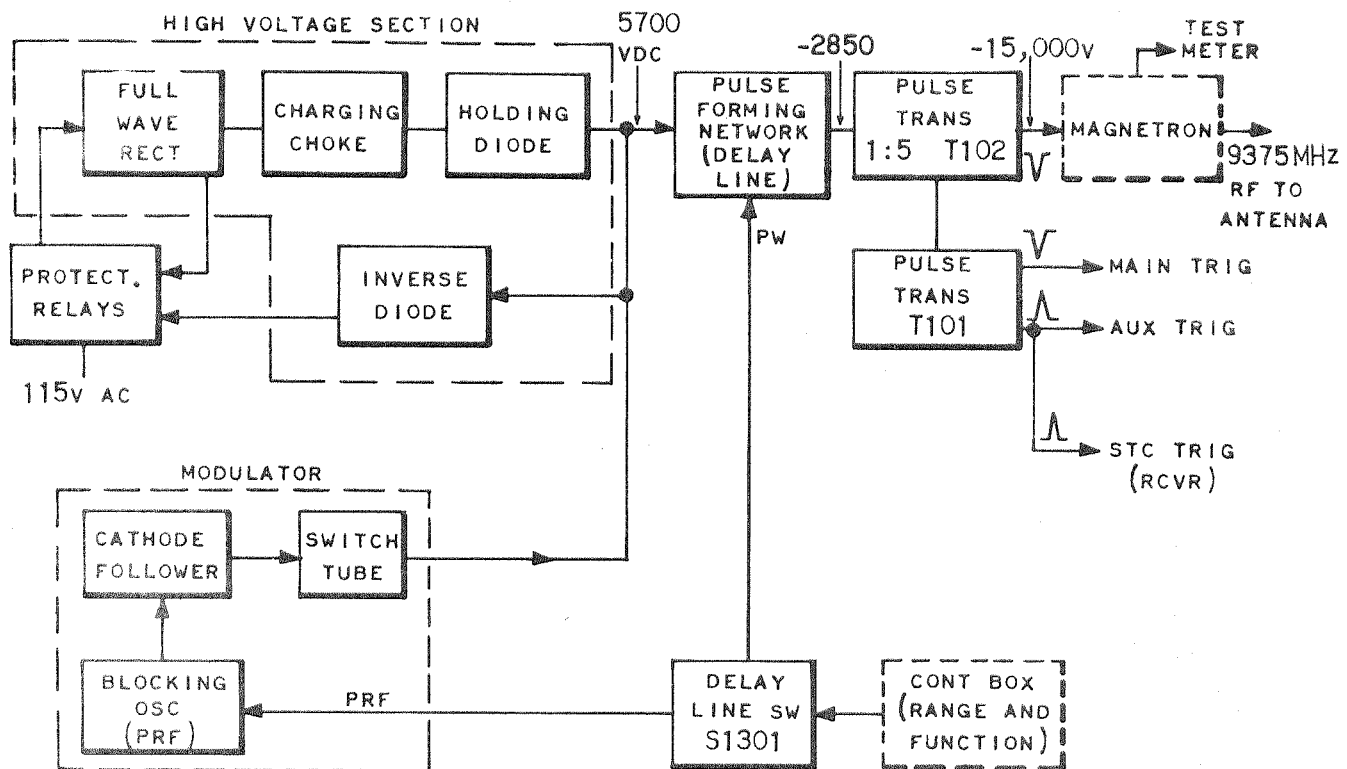 HIGH VOLTAGE SECTION
5700
VDC
-2850
-15,000v
TEST
METER
FULL
WAVE
RECT
CHARGING
CHOKE
HOLDING
DIODE
PULSE
FORMING
NETWORK
(DELAY
LINE)
PULSE
TRANS
1:5 T102
MAGNETRON
9375MHz
RF TO
ANTENNA
PROTECT.
RELAYS
INVERSE
DIODE
PW
PULSE
TRANS
T101
MAIN TRIG
AUX TRIG
STC TRIG
(RCVR)
115v AC
MODULATOR
CATHODE
FOLLOWER
SWITCH
TUBE
BLOCKING
OSC
(PRF)
PRF
DELAY
LINE SW
S1301
CONT BOX
(RANGE AND
FUNCTION)